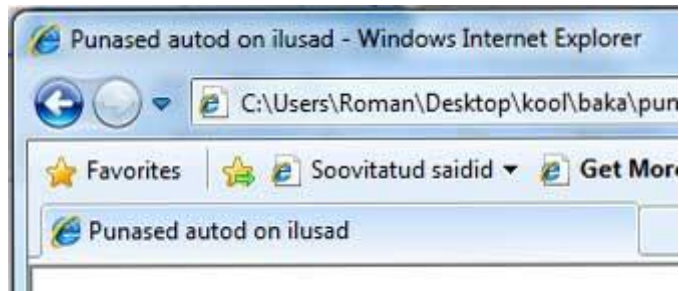 Punased autod on ilusad - Windows Internet Explorer
C:\Users\Roman\Desktop\kool\baka\pun
Favorites Soovitatud saidid Get More
Punased autod on ilusad